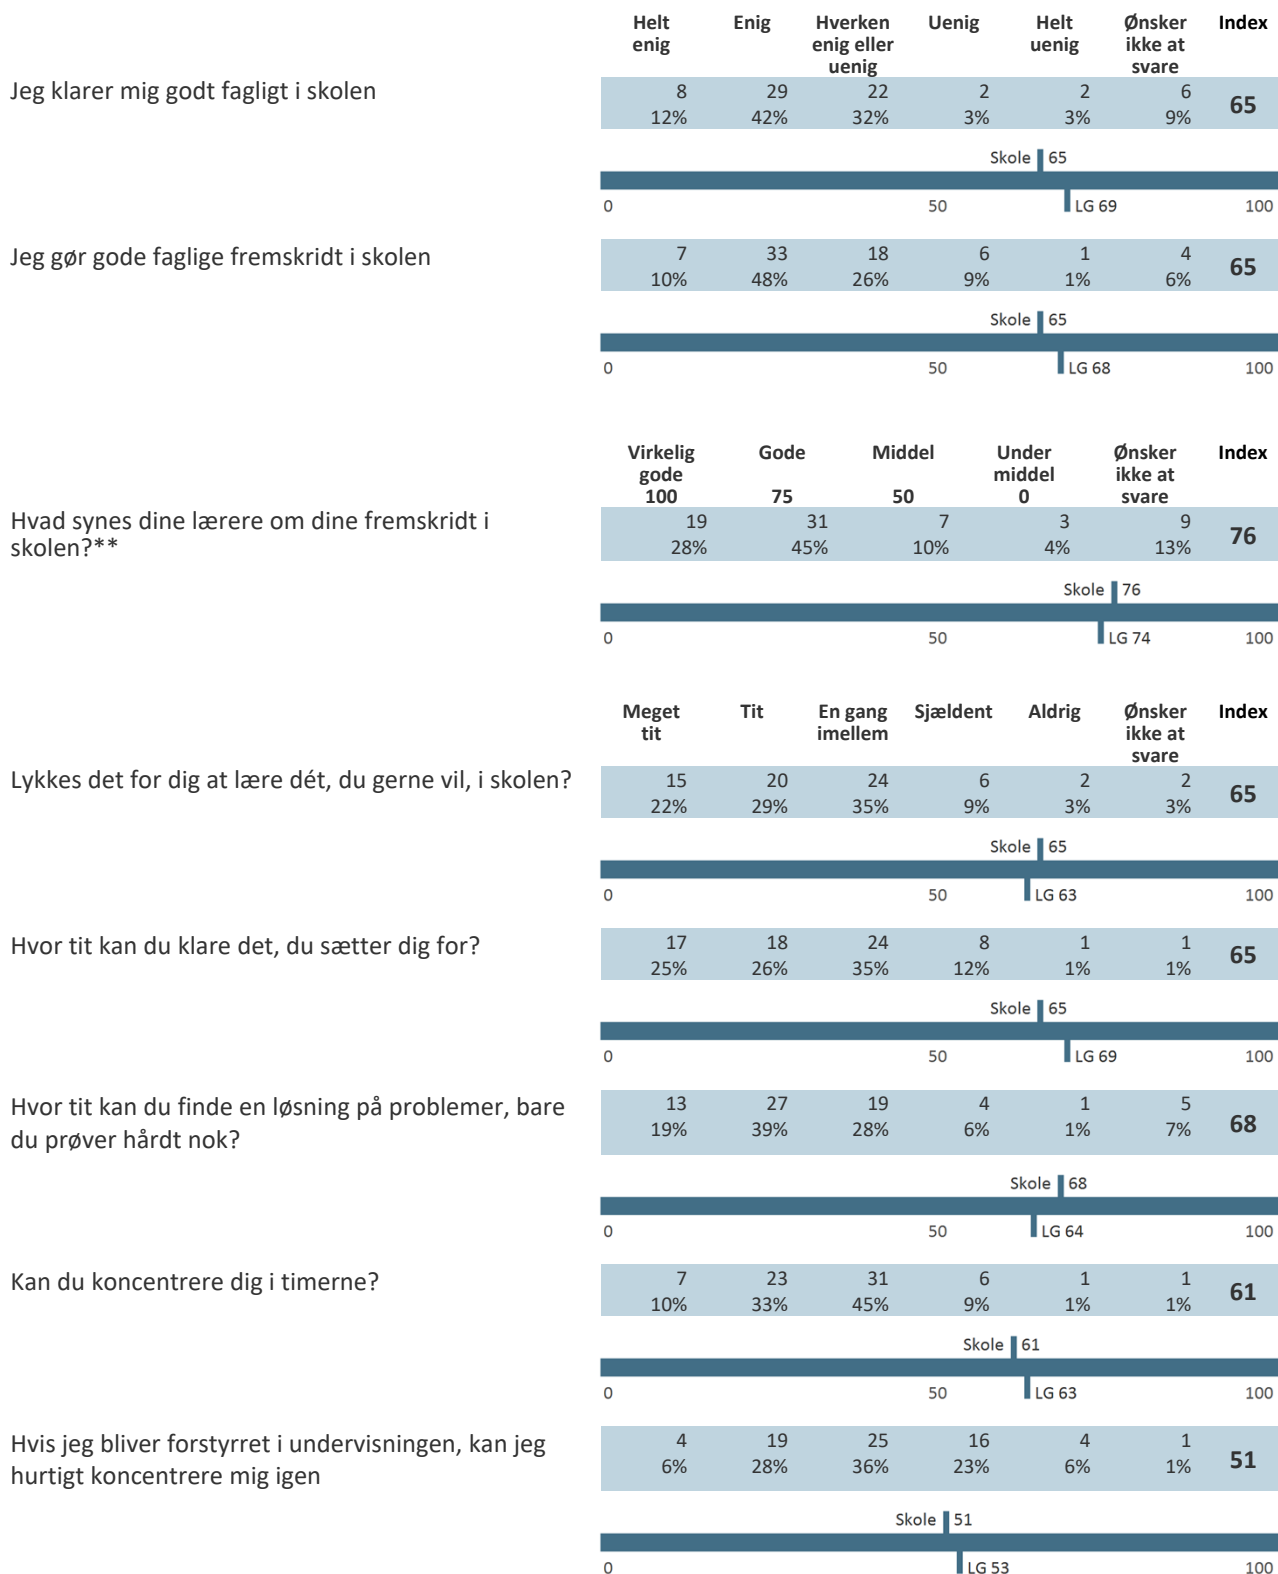 Helt enig Enig Hverken enig eller uenig Uenig Helt uenig Ønsker ikke at svare Index
Jeg klarer mig godt fagligt i skolen
8 29 22 2 2 6 65
12% 42% 32% 3% 3% 9%
Skole 65
0 50 LG 69 100
Jeg gør gode faglige fremskridt i skolen
7 33 18 6 1 4 65
10% 48% 26% 9% 1% 6%
Skole 65
0 50 LG 68 100
Virkelig gode 100 Gode 75 Middel 50 Under middel 0 Ønsker ikke at svare Index
Hvad synes dine lærere om dine fremskridt i
skolen?**
19 31 7 3 9 76
28% 45% 10% 4% 13%
Skole 76
0 50 LG 74 100
Meget tit Tit En gang imellem Sjældent Aldrig Ønsker ikke at svare Index
Lykkes det for dig at lære dét, du gerne vil, i skolen?
15 20 24 6 2 2 65
22% 29% 35% 9% 3% 3%
Skole 65
0 50 LG 63 100
Hvor tit kan du klare det, du sætter dig for?
17 18 24 8 1 1 65
25% 26% 35% 12% 1% 1%
Skole 65
0 50 LG 69 100
Hvor tit kan du finde en løsning på problemer, bare
du prøver hårdt nok?
13 27 19 4 1 5 68
19% 39% 28% 6% 1% 7%
Skole 68
0 50 LG 64 100
Kan du koncentrere dig i timerne?
7 23 31 6 1 1 61
10% 33% 45% 9% 1% 1%
Skole 61
0 50 LG 63 100
Hvis jeg bliver forstyrret i undervisningen, kan jeg
hurtigt koncentrere mig igen
4 19 25 16 4 1 51
6% 28% 36% 23% 6% 1%
Skole 51
0 LG 53 100